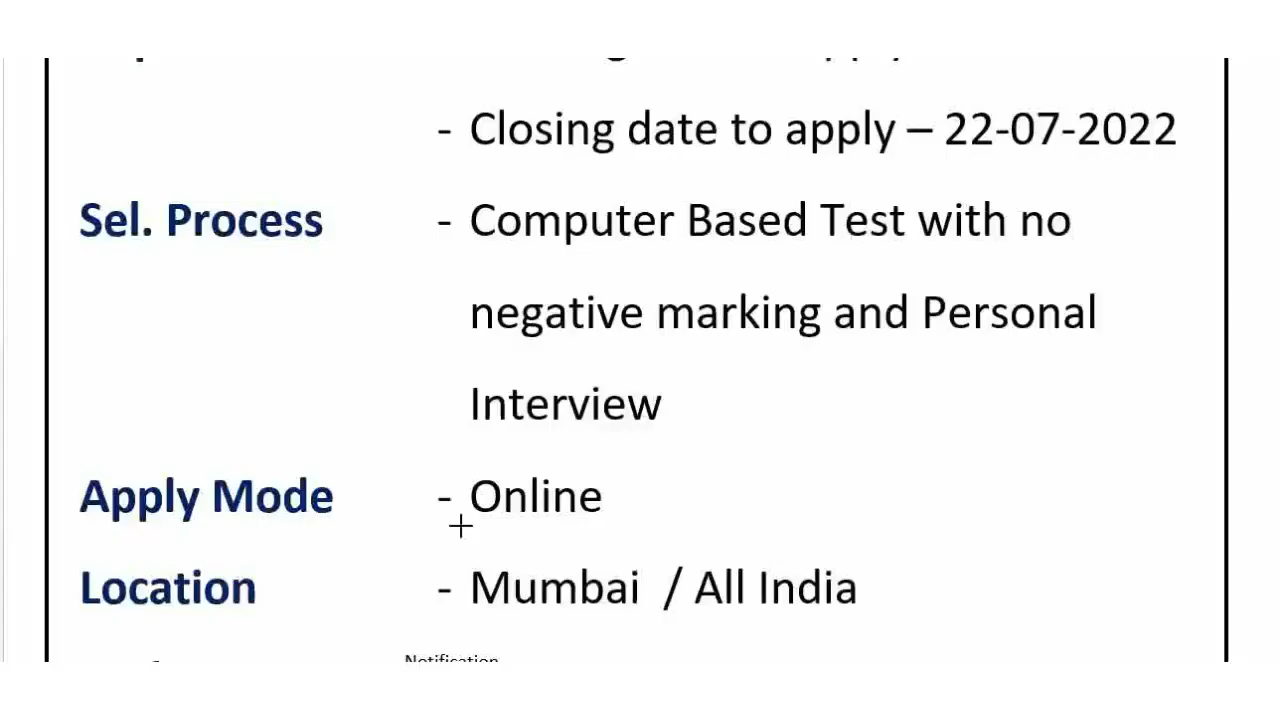 - Closing date to apply – 22-07-2022
Sel. Process - Computer Based Test with no
negative marking and Personal
Interview
Apply Mode - Online
Location - Mumbai / All India
Notification